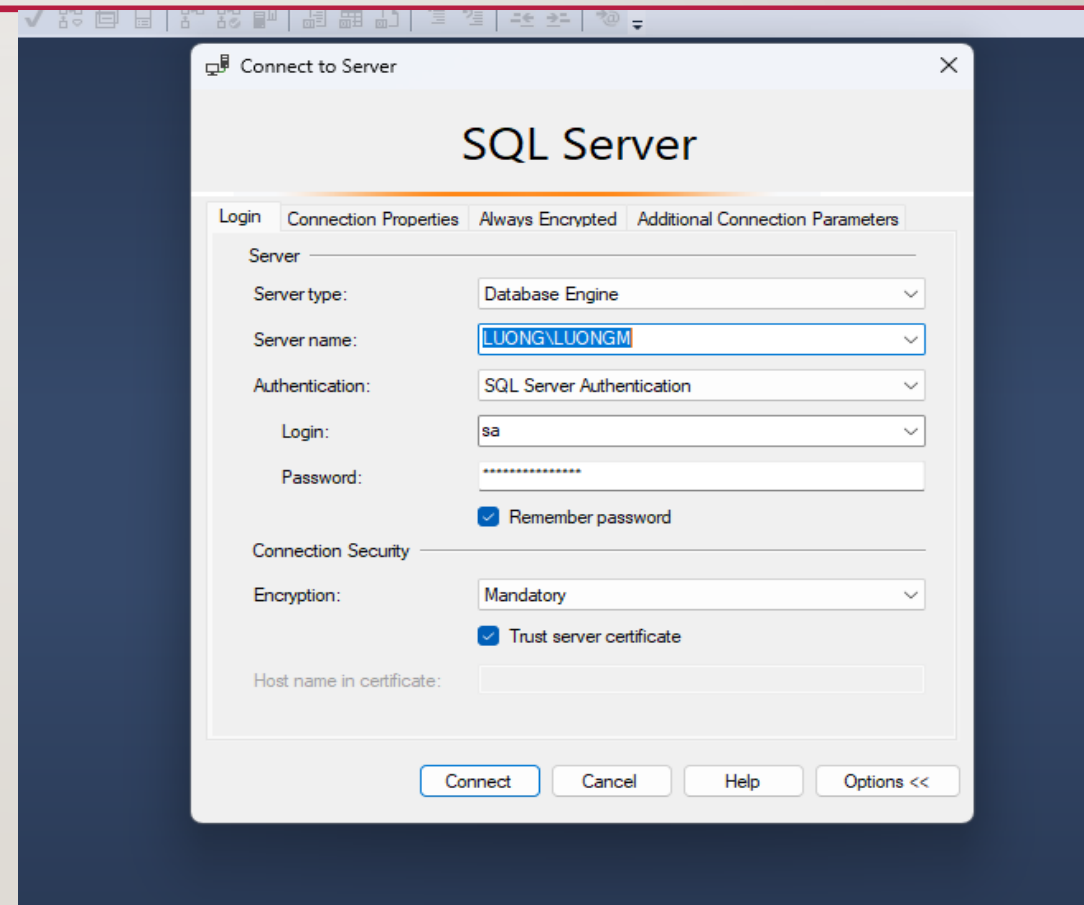 Connect to Server
SQL Server
Login Connection Properties Always Encrypted Additional Connection Parameters
Server
Server type: Database Engine
Server name: LUONG\LUONGM
Authentication: SQL Server Authentication
Login: sa
Password: ***************
Remember password
Connection Security
Encryption: Mandatory
Trust server certificate
Host name in certificate:
Connect Cancel Help Options <<